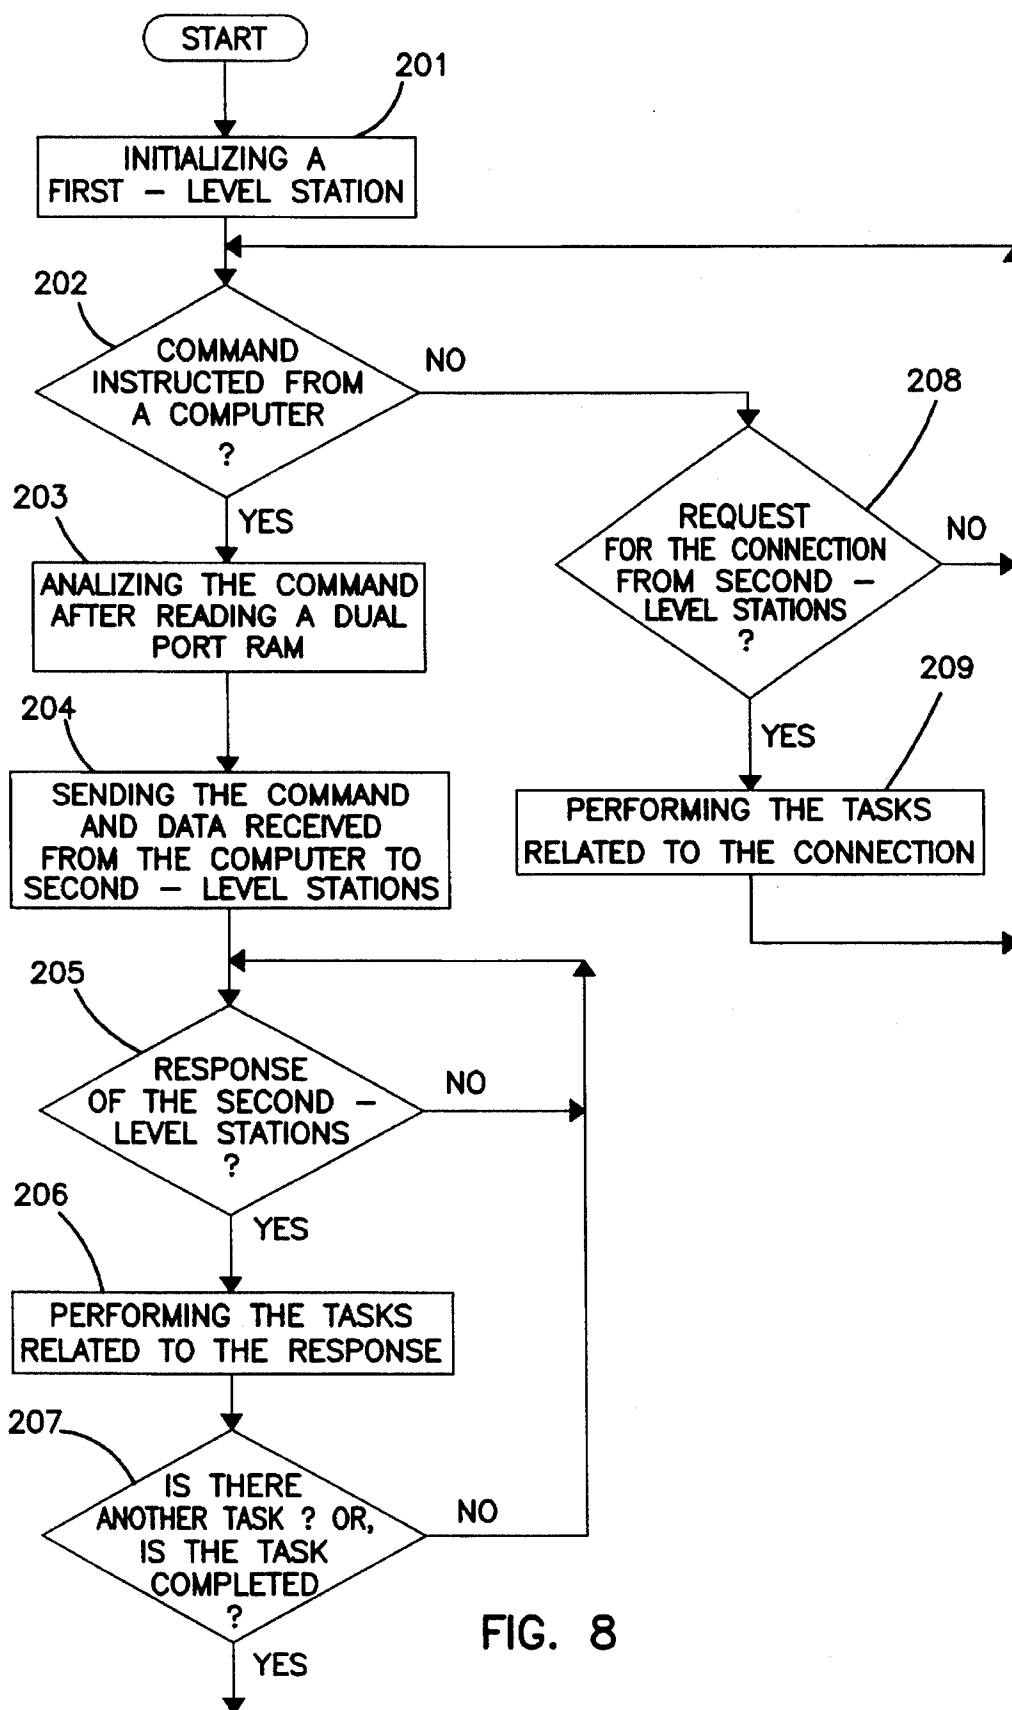 START
201
INITIALIZING A
FIRST – LEVEL STATION
202
COMMAND
INSTRUCTED FROM
A COMPUTER
?
NO
YES
208
REQUEST
FOR THE CONNECTION
FROM SECOND –
LEVEL STATIONS
?
NO
YES
203
ANALIZING THE COMMAND
AFTER READING A DUAL
PORT RAM
209
PERFORMING THE TASKS
RELATED TO THE CONNECTION
204
SENDING THE COMMAND
AND DATA RECEIVED
FROM THE COMPUTER TO
SECOND – LEVEL STATIONS
205
RESPONSE
OF THE SECOND –
LEVEL STATIONS
?
NO
YES
206
PERFORMING THE TASKS
RELATED TO THE RESPONSE
207
IS THERE
ANOTHER TASK ? OR,
IS THE TASK
COMPLETED
?
NO
YES
FIG. 8